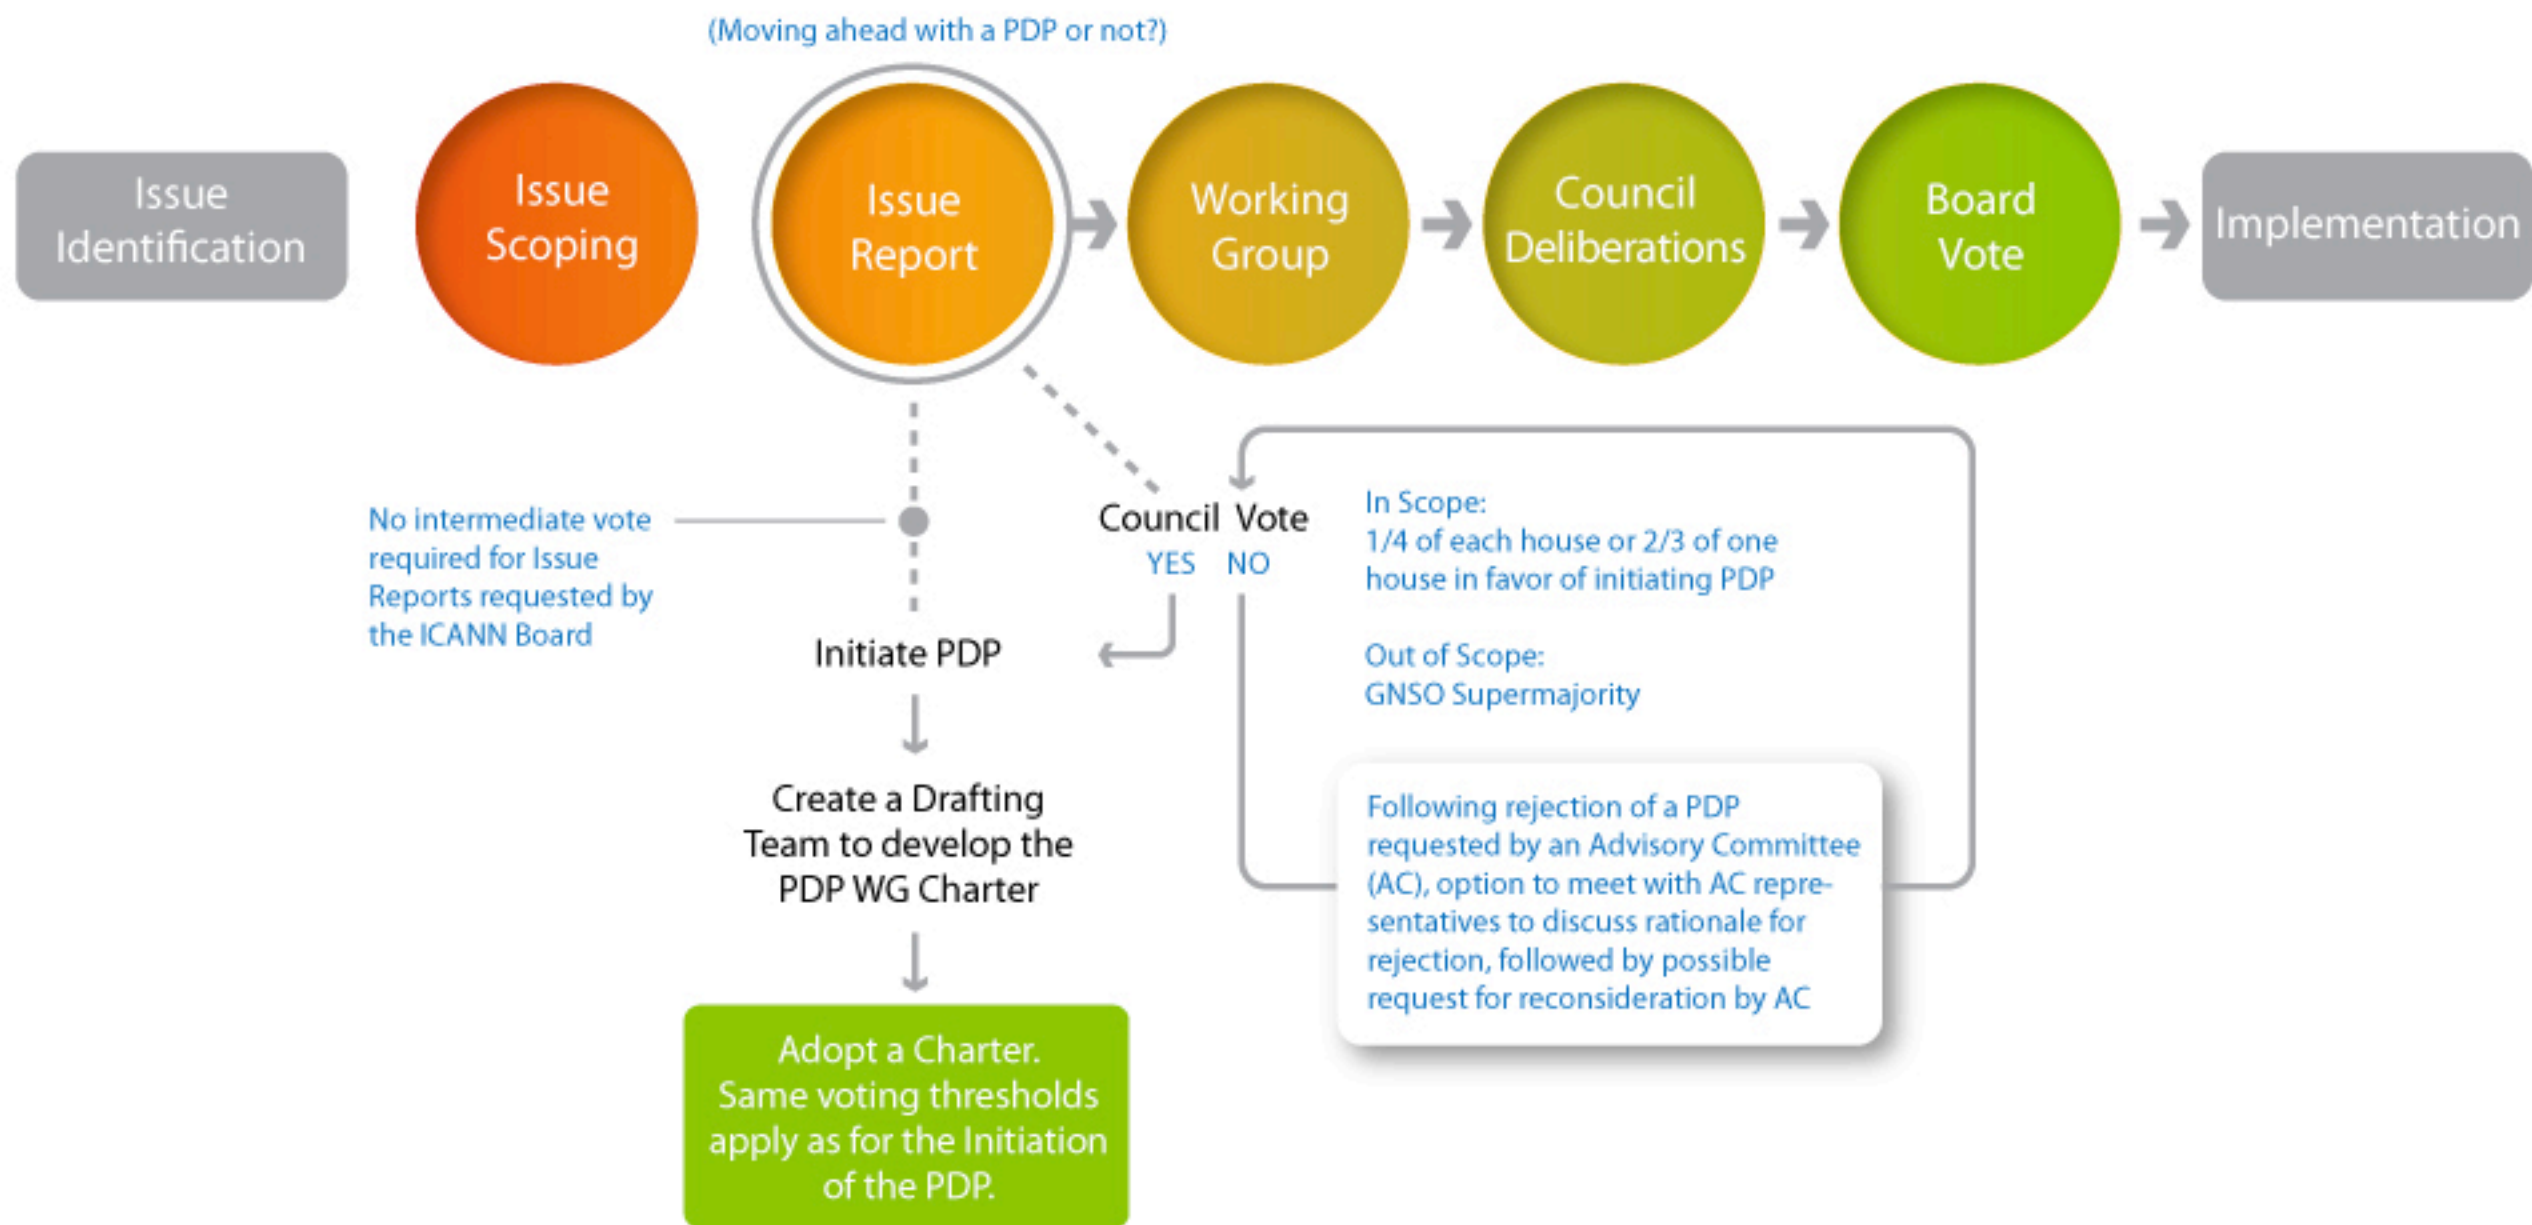 (Moving ahead with a PDP or not?)
Issue
Identification
Issue
Scoping
Issue
Report
Working
Group
Council
Deliberations
Board
Vote
Implementation
No intermediate vote
required for Issue
Reports requested by
the ICANN Board
Council Vote
YES NO
In Scope:
1/4 of each house or 2/3 of one
house in favor of initiating PDP
Out of Scope:
GNSO Supermajority
Initiate PDP
Create a Drafting
Team to develop the
PDP WG Charter
Following rejection of a PDP
requested by an Advisory Committee
(AC), option to meet with AC repre-
sentatives to discuss rationale for
rejection, followed by possible
request for reconsideration by AC
Adopt a Charter.
Same voting thresholds
apply as for the Initiation
of the PDP.